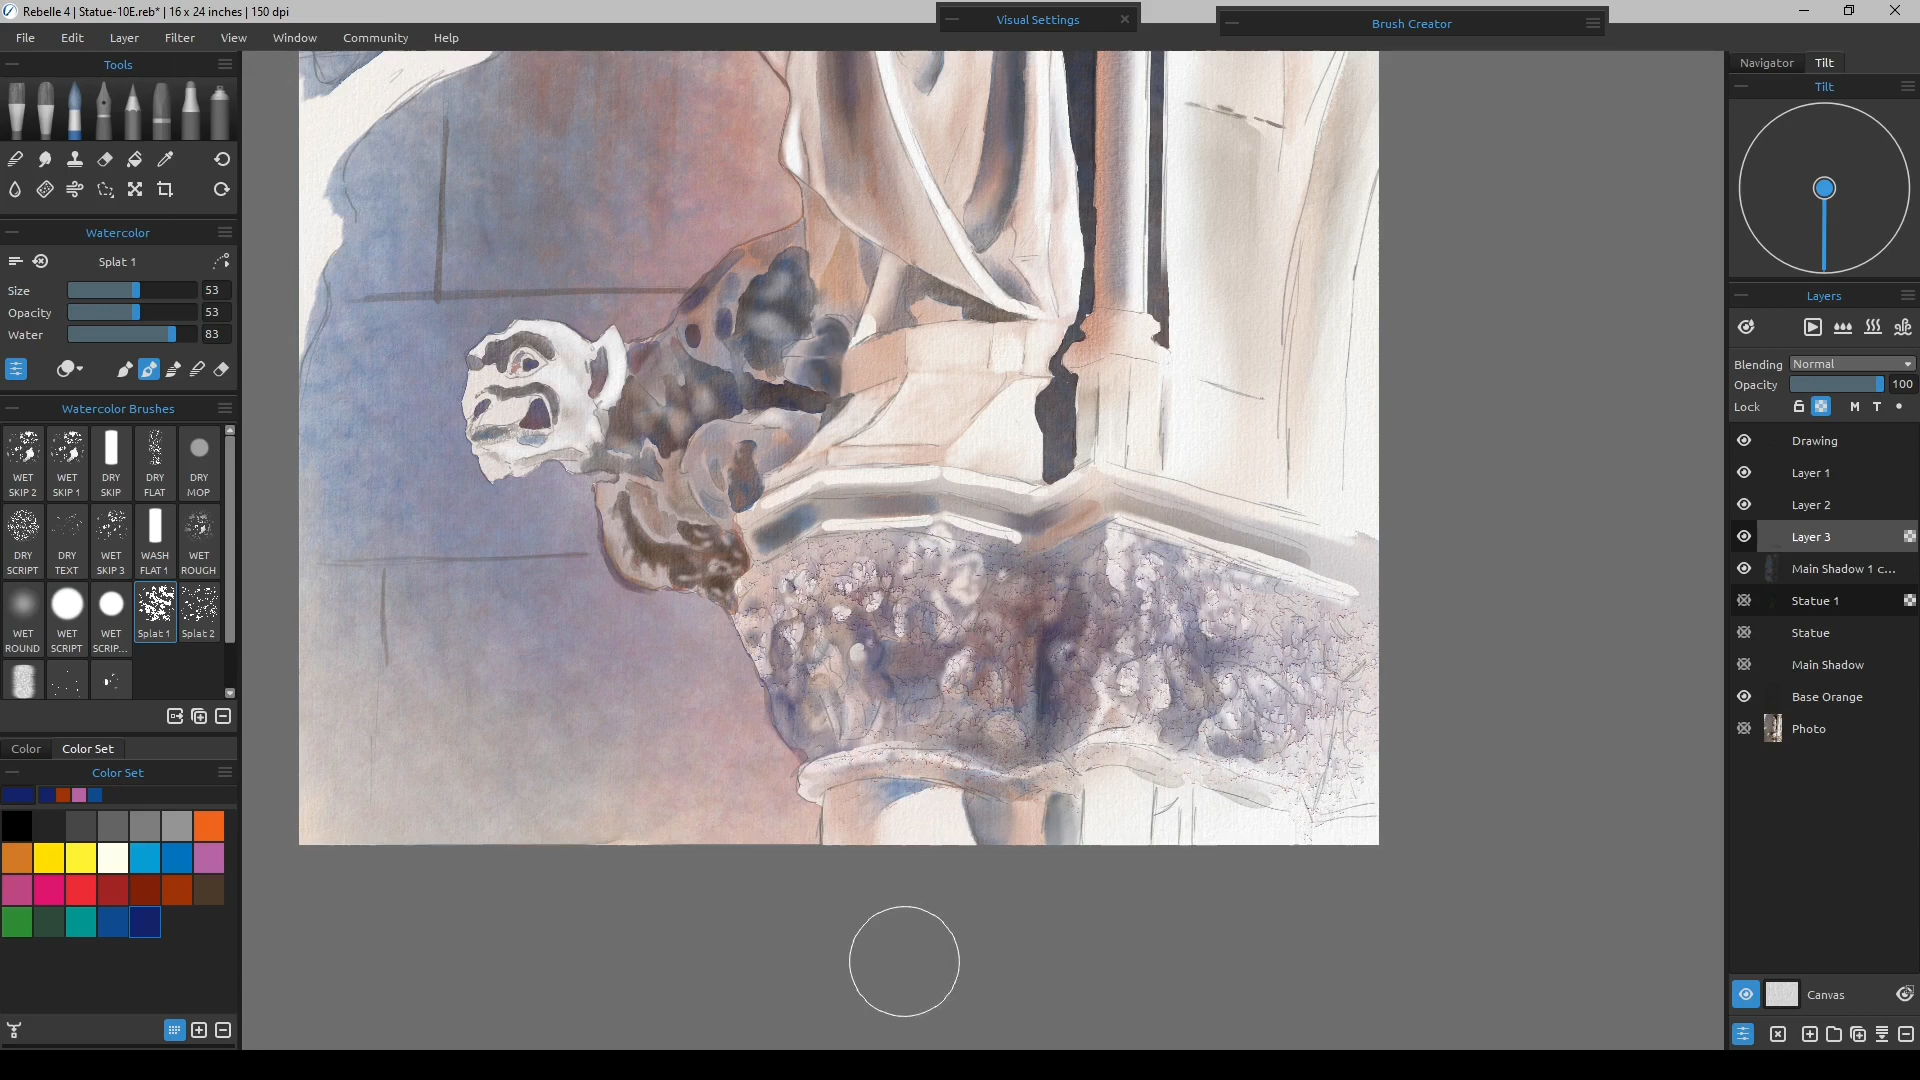 Rebelle 4 | Statue-10E.reb* | 16 x 24 inches | 150 dpi
File Edit Layer Filter View Window Community Help
Visual Settings
Brush Creator
Tools
Watercolor
Splat 1
Size 53
Opacity 53
Water 83
Watercolor Brushes
WET SKIP 2
WET SKIP 1
DRY SKIP
DRY FLAT
DRY MOP
DRY SCRIPT
DRY TEXT
WET SKIP 3
WASH FLAT 1
WET ROUGH
WET ROUND
WET SCRIPT
WET SCRIP...
Splat 1
Splat 2
Color Color Set
Color Set
Navigator Tilt
Tilt
Layers
Blending Normal
Opacity 100
Lock M T
Drawing
Layer 1
Layer 2
Layer 3
Main Shadow 1 c...
Statue 1
Statue
Main Shadow
Base Orange
Photo
Canvas